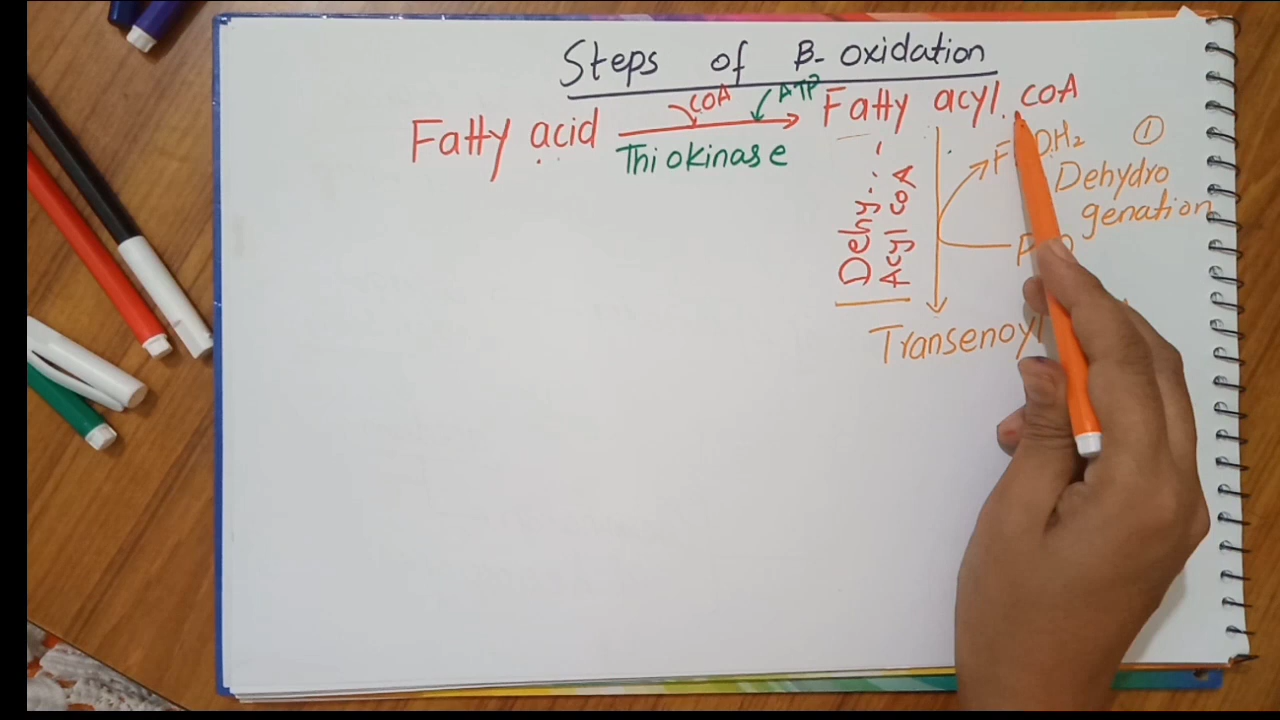 Steps of B-oxidation
Fatty acid
COA
ATP
Thiokinase
Fatty acyl COA
Dehy...
Acyl COA
①
Dehydro
genation
Transenoyl